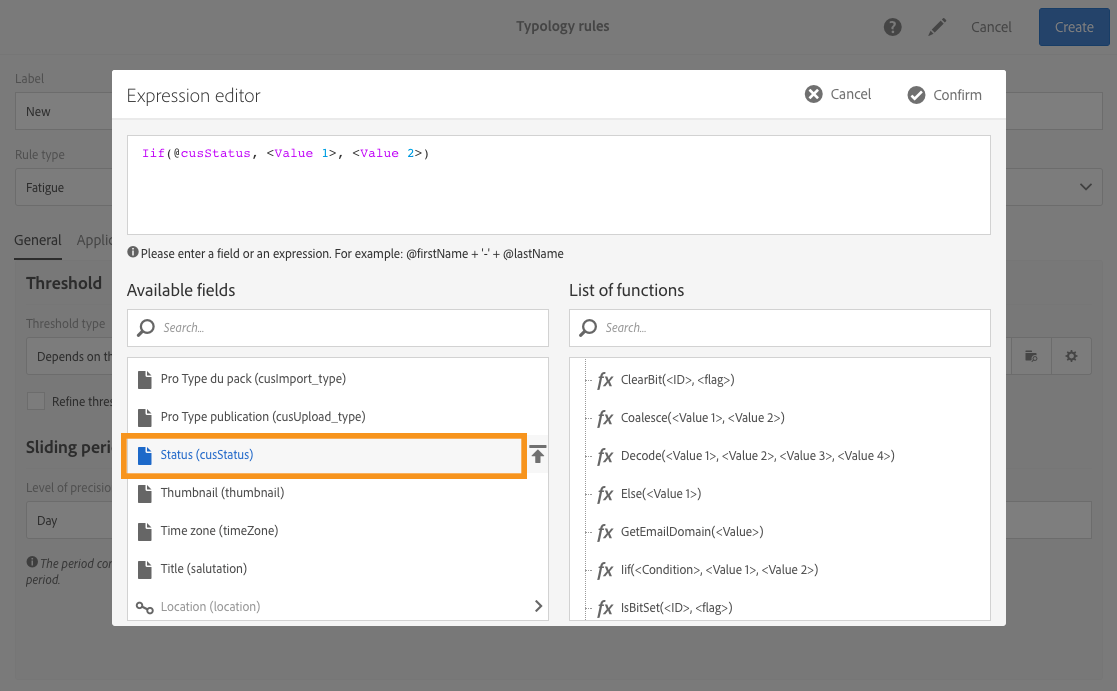 Typology rules
Cancel
Create
Label
New
Rule type
Fatigue
General
Applic
Threshold
Threshold type
Depends on th
Refine thres
Sliding peri
Level of precisio
Day
The period con
period.
Expression editor
Cancel
Confirm
Iif(@cusStatus, <Value 1>, <Value 2>)
Please enter a field or an expression. For example: @firstName + '-' + @lastName
Available fields
Search...
Pro Type du pack (cusImport_type)
Pro Type publication (cusUpload_type)
Status (cusStatus)
Thumbnail (thumbnail)
Time zone (timeZone)
Title (salutation)
Location (location)
List of functions
Search...
fx ClearBit(<ID>, <flag>)
fx Coalesce(<Value 1>, <Value 2>)
fx Decode(<Value 1>, <Value 2>, <Value 3>, <Value 4>)
fx Else(<Value 1>)
fx GetEmailDomain(<Value>)
fx Iif(<Condition>, <Value 1>, <Value 2>)
fx IsBitSet(<ID>, <flag>)